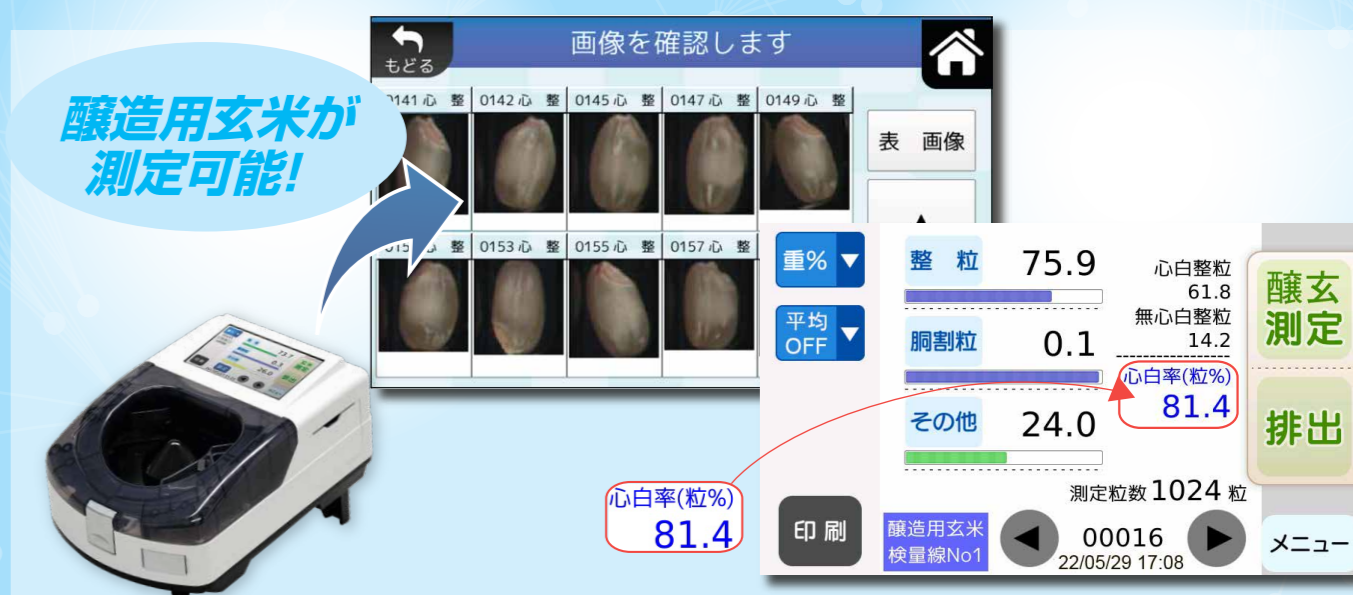 醸造用玄米が
測定可能!
もどる
画像を確認します
0141 心 整
0142 心 整
0145 心 整
0147 心 整
0149 心 整
表 画像
▲
心 整
0153 心 整
0155 心 整
0157 心 整
重% ▼
平均
OFF ▼
整 粒 75.9
胴割粒 0.1
その他 24.0
心白整粒
61.8
無心白整粒
14.2
心白率(粒%)
81.4
測定粒数 1024 粒
印刷
醸造用玄米
検量線No1
◀ 00016 ▶
22/05/29 17:08
醸玄
測定
排出
メニュー
心白率(粒%)
81.4
73.7
0.3
26.0